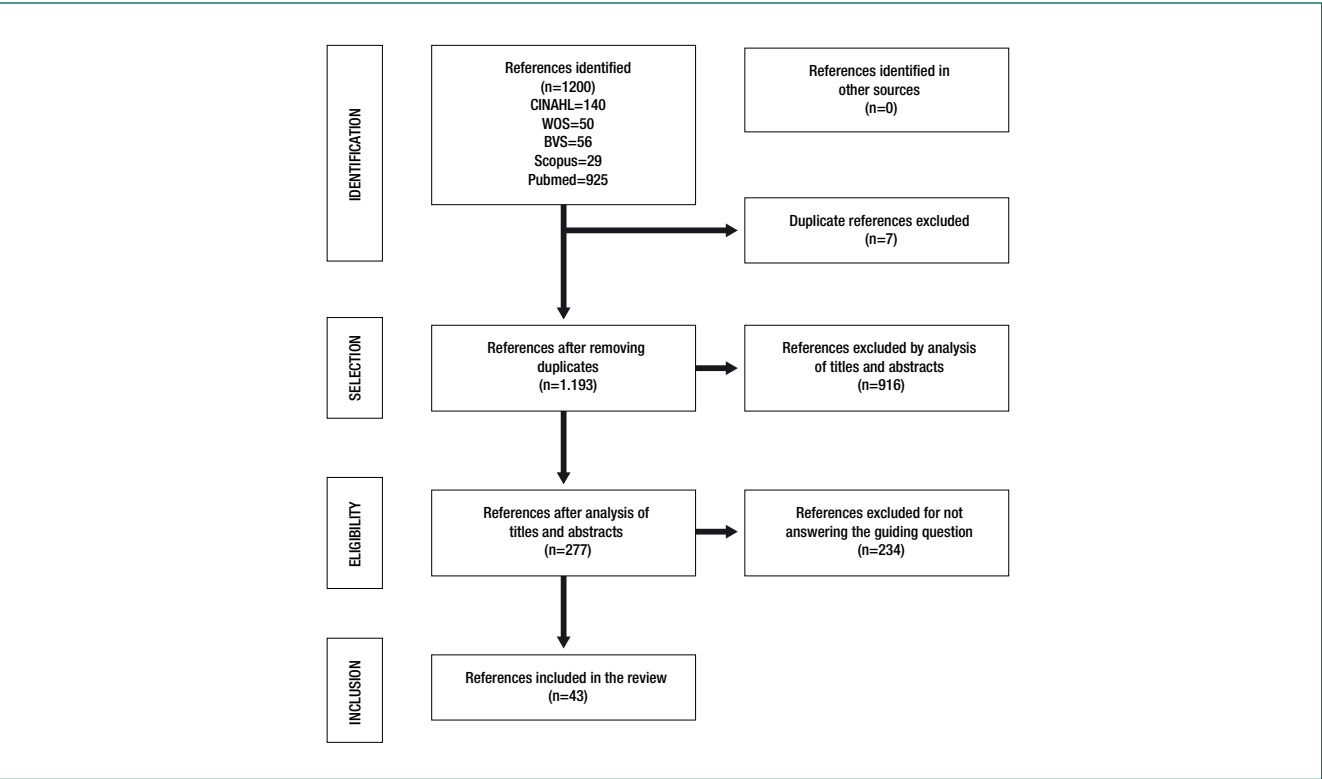 IDENTIFICATION
References identified
(n=1200)
CINAHL=140
WOS=50
BVS=56
Scopus=29
Pubmed=925
References identified in
other sources
(n=0)
Duplicate references excluded
(n=7)
SELECTION
References after removing
duplicates
(n=1.193)
References excluded by analysis
of titles and abstracts
(n=916)
ELIGIBILITY
References after analysis of
titles and abstracts
(n=277)
References excluded for not
answering the guiding question
(n=234)
INCLUSION
References included in the review
(n=43)